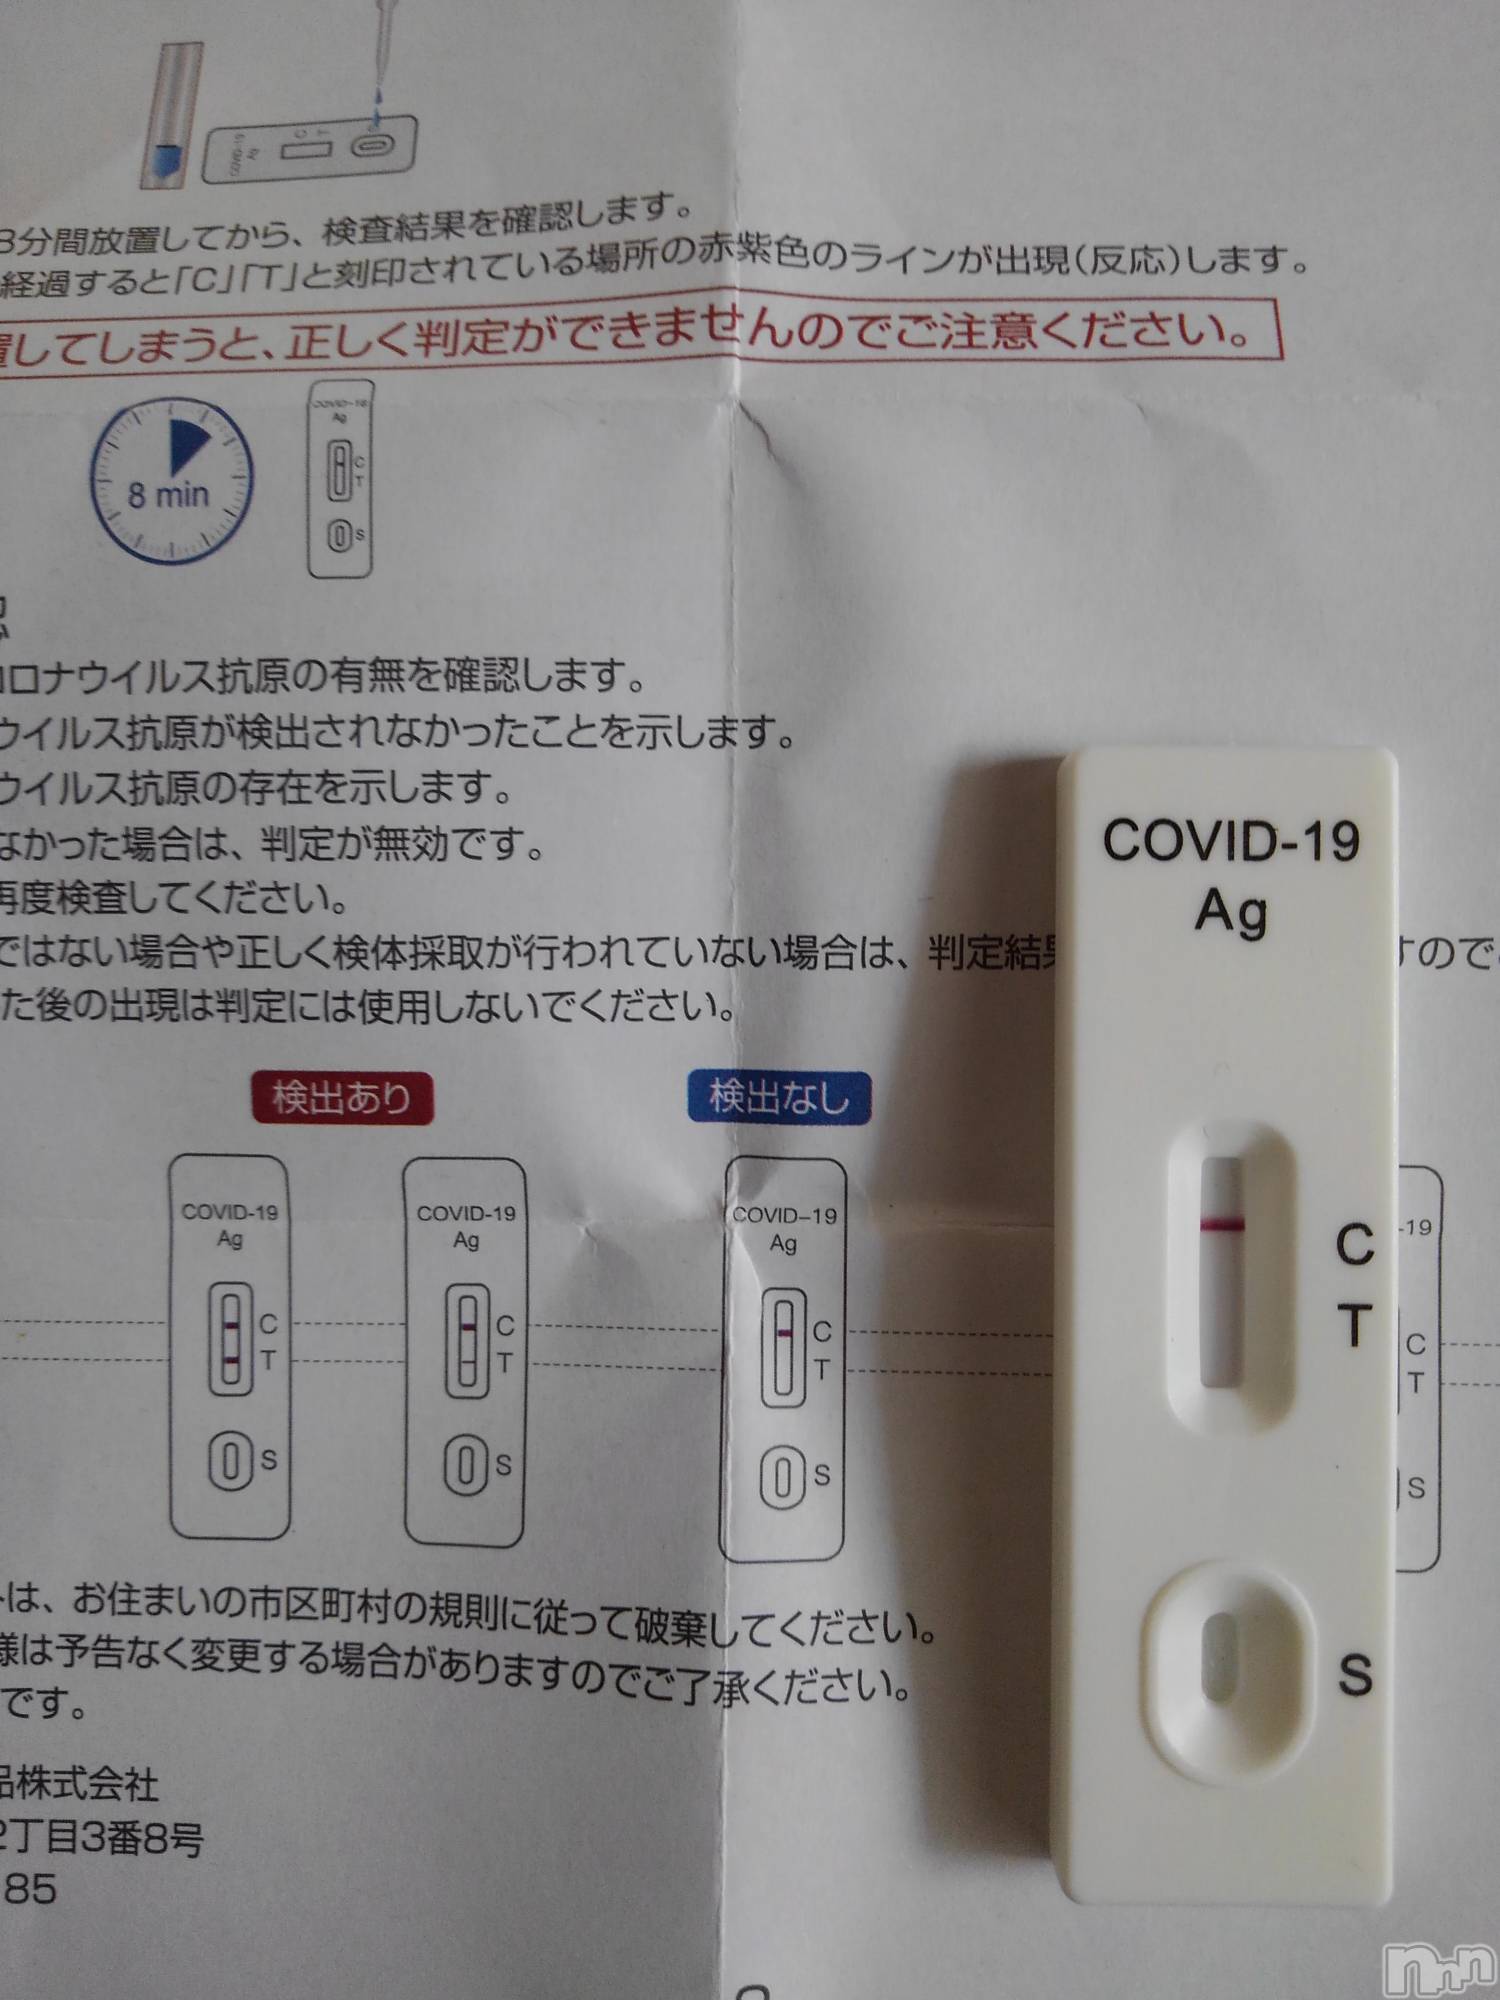 COVID-19
Ag
C T
8分間放置してから、検査結果を確認します。
経過すると「C」「T」と刻印されている場所の赤紫色のラインが出現(反応)します。
置してしまうと、正しく判定ができませんのでご注意ください。
8 min
COVID-19
Ag
C
T
S
認
コロナウイルス抗原の有無を確認します。
ウイルス抗原が検出されなかったことを示します。
ウイルス抗原の存在を示します。
なかった場合は、判定が無効です。
再度検査してください。
ではない場合や正しく検体採取が行われていない場合は、判定結果
すので
た後の出現は判定には使用しないでください。
検出あり
検出なし
COVID-19
Ag
C
T
S
COVID-19
Ag
C
T
S
COVID-19
Ag
C
T
S
-19
C
T
S
COVID-19
Ag
C
T
S
は、お住まいの市区町村の規則に従って破棄してください。
様は予告なく変更する場合がありますのでご了承ください。
です。
品株式会社
2丁目3番8号
85
nnn